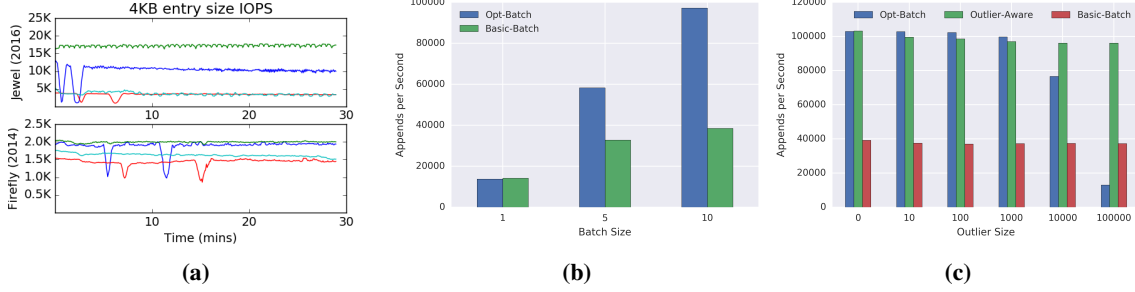 4KB entry size IOPS
Jewel (2016)
25K
20K
15K
10K
5K
10
20
30
Firefly (2014)
2.5K
2.0K
1.5K
1.0K
0.5K
10
20
30
Time (mins)
(a)
Opt-Batch
Basic-Batch
Appends per Second
100000
80000
60000
40000
20000
0
1
5
10
Batch Size
(b)
Opt-Batch Outlier-Aware Basic-Batch
Appends per Second
120000
100000
80000
60000
40000
20000
0
0
10
100
1000
10000
100000
Outlier Size
(c)